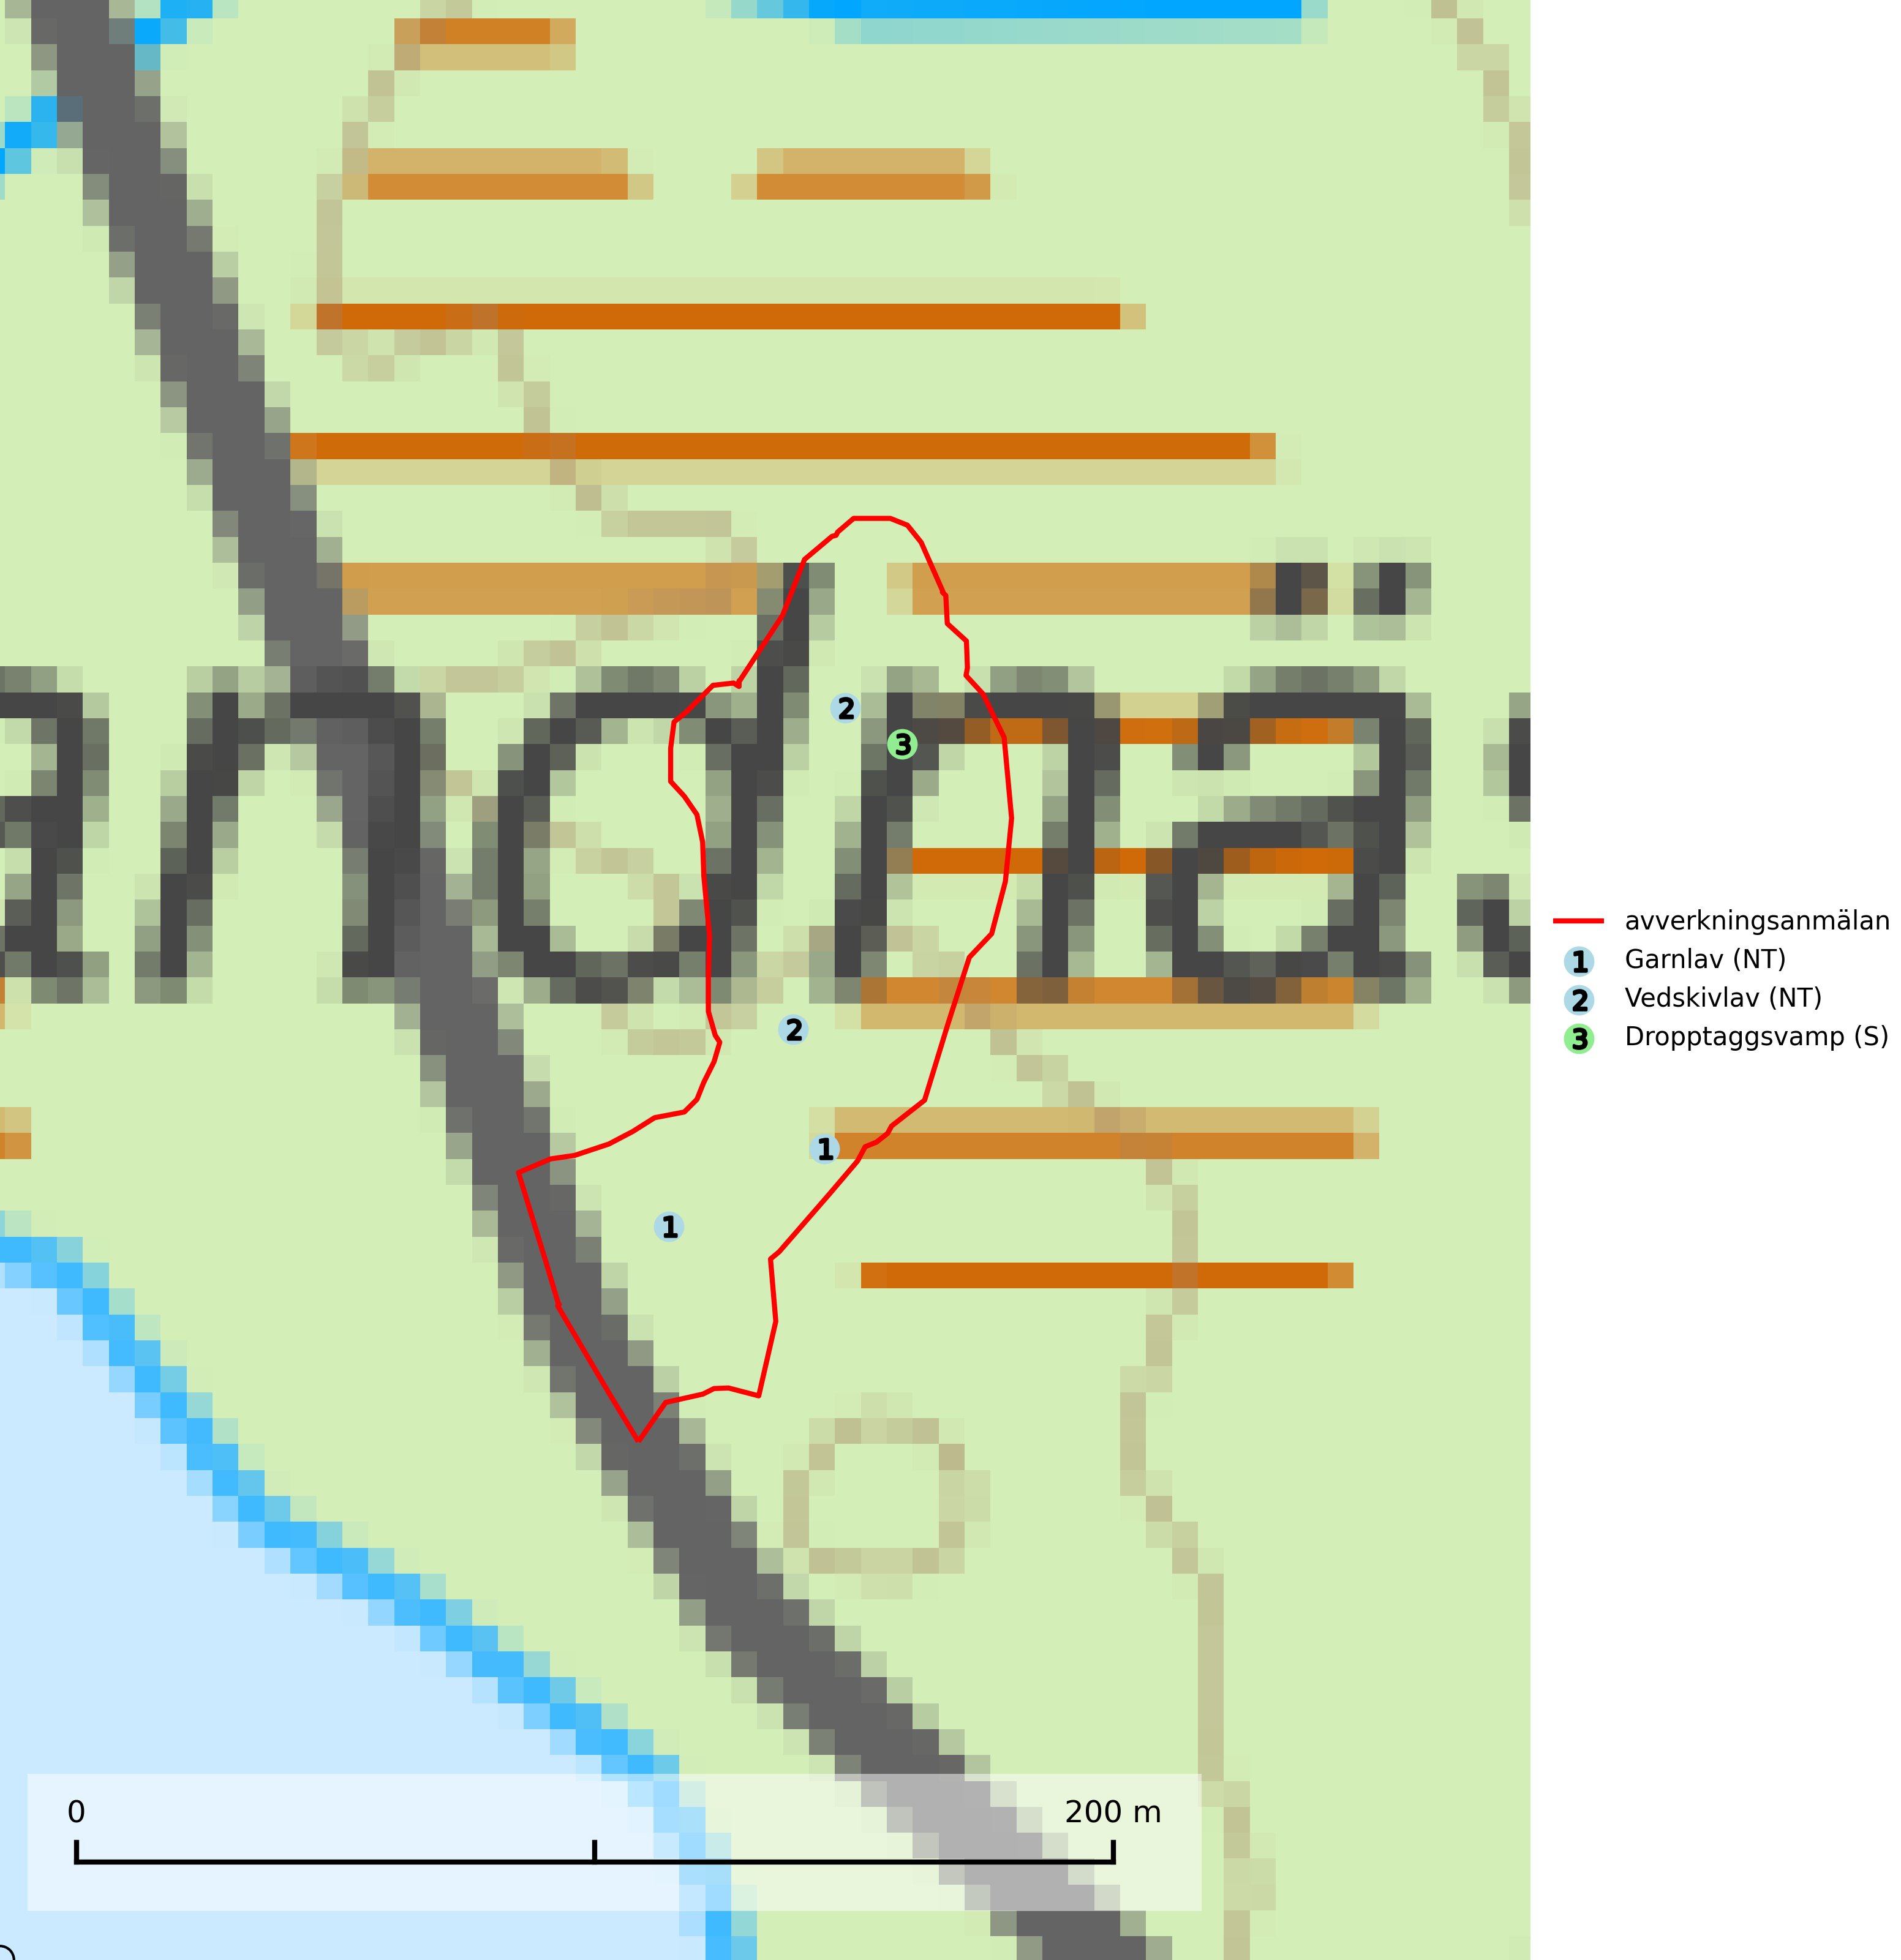 2
3
2
1
1
avverkningsanmälan
1 Garnlav (NT)
2 Vedskivlav (NT)
3 Dropptaggsvamp (S)
0 200 m